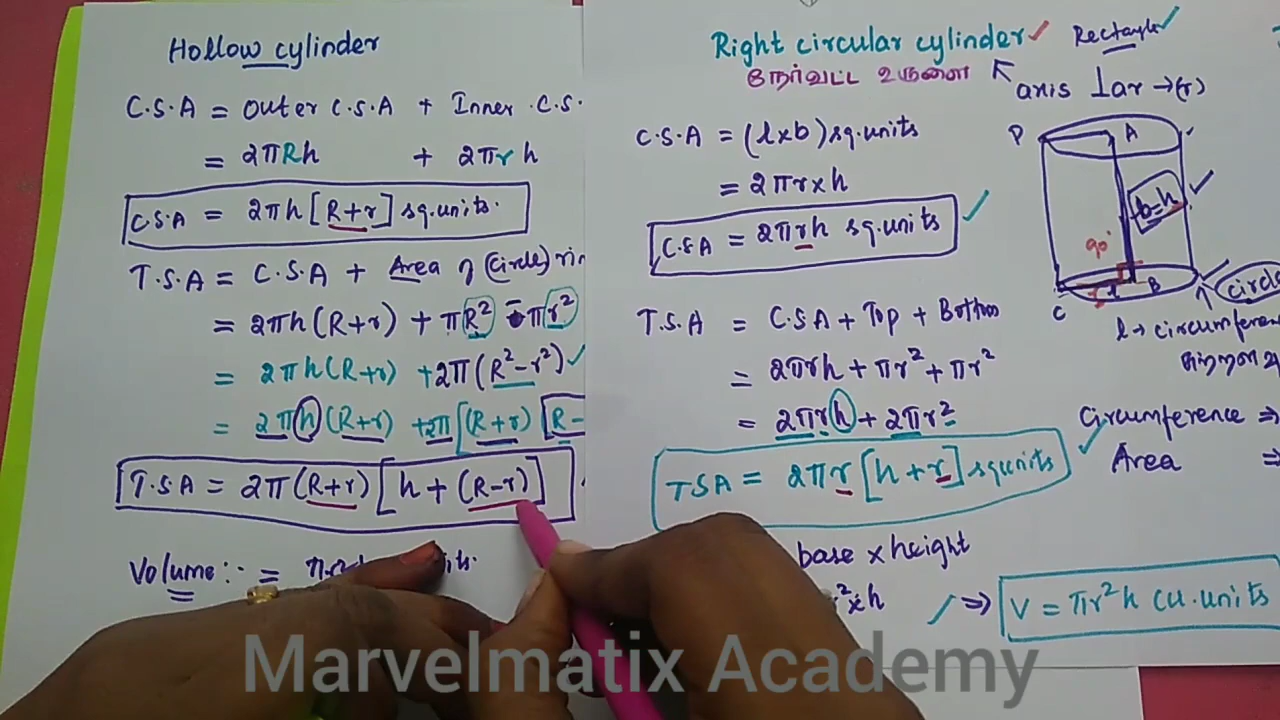 Hollow cylinder
C.S.A = Outer C.S.A + Inner C.S.
= 2πRh + 2πrh
C.S.A = 2πh[R+r] sq.units.
T.S.A = C.S.A + Area of (circle)
= 2πh(R+r) + πR² - πr²
= 2πh(R+r) +2π(R²-r²)
= 2πh(R+r) +2π[(R+r) [R-
T.S.A = 2π(R+r)[h+(R-r)]
Volume: =
Right circular cylinder Rectangle
நேர்வட்ட உருளை axis ⊥ar →(r)
C.S.A = (l×b) sq.units
= 2πr×h
C.S.A = 2πrh sq.units
T.S.A = C.S.A + Top + Bottom
= 2πrh + πr² + πr²
= 2πrh + 2πr²
TSA = 2πr[h+r] sq.units
base × height
²×h ⇒ V = πr²h cu.units
P A
b=h
90°
C l B
circle
l→ circumference
Circumference ⇒
Area ⇒
Marvelmatix Academy